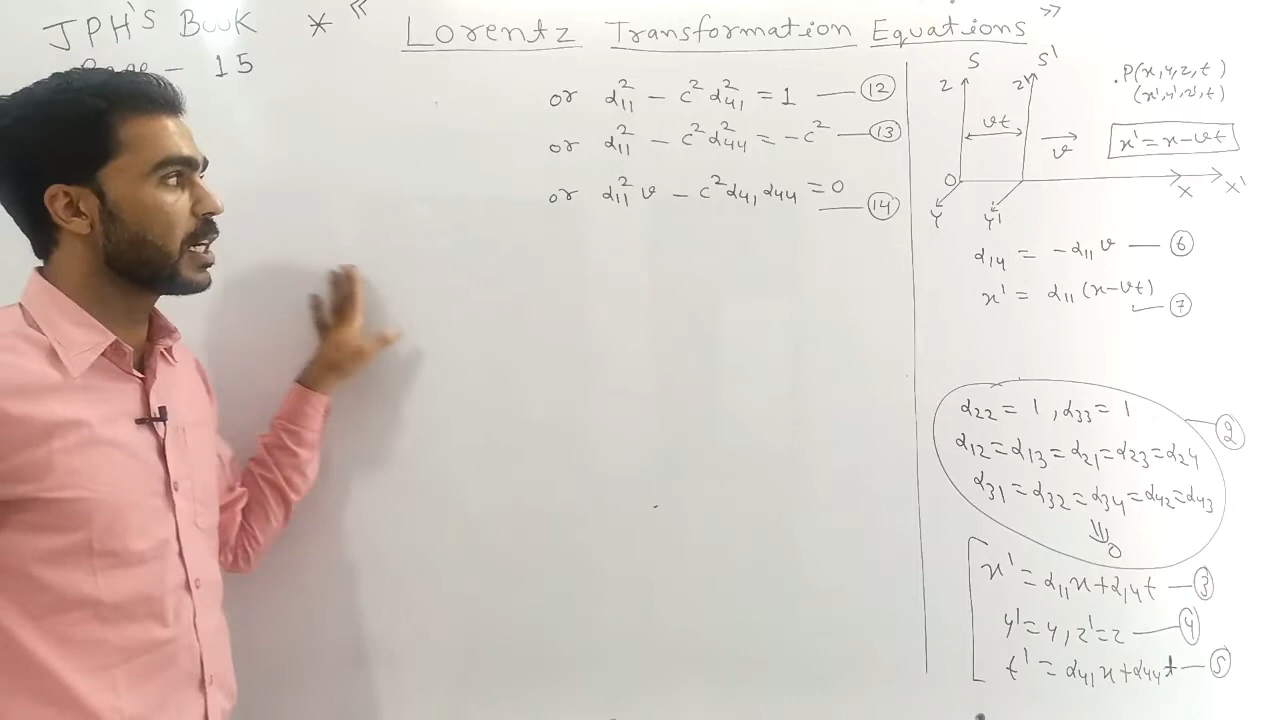 JPH'S BOOK * "Lorentz Transformation Equations"
Page - 15
or α₁₁² - c²α₄₁² = 1 — (12)
or α₁₁² - c²α₄₄² = -c² — (13)
or α₁₁² v - c²α₄₁α₄₄ = 0 — (14)
S S'
Z Z'
vt
v
O
X X'
Y Y'
.P(x,y,z,t)
(x',y',z',t)
x' = x-vt
α₁₄ = -α₁₁v — (6)
x' = α₁₁(x-vt) — (7)
α₂₂ = 1, α₃₃ = 1
α₁₂=α₁₃=α₂₁=α₂₃=α₂₄
α₃₁=α₃₂=α₃₄=α₄₂=α₄₃
⇓
0
(2)
x' = α₁₁x+α₁₄t — (3)
y'=y, z'=z — (4)
t' = α₄₁x+α₄₄t — (5)